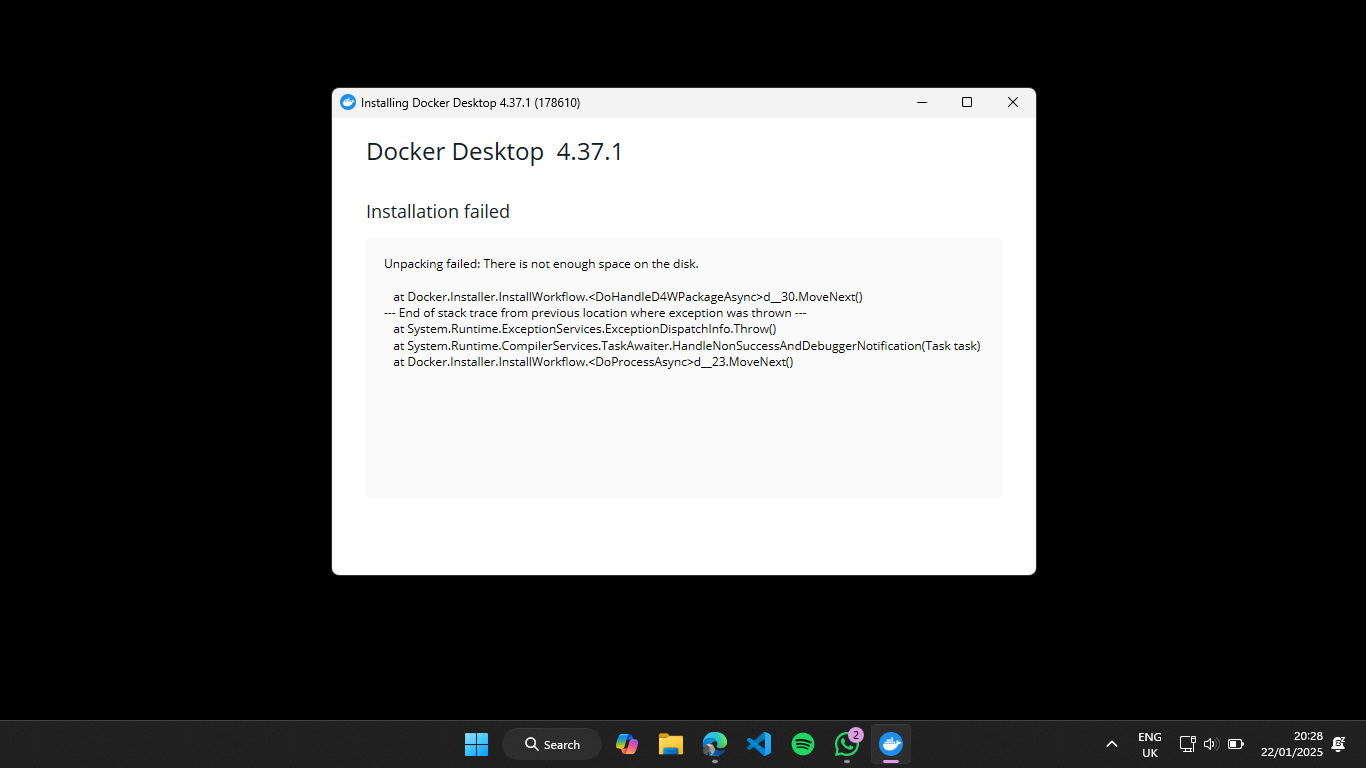 Installing Docker Desktop 4.37.1 (178610)
Docker Desktop 4.37.1
Installation failed
Unpacking failed: There is not enough space on the disk.
at Docker.Installer.InstallWorkflow.<DoHandleD4WPackageAsync>d__30.MoveNext()
--- End of stack trace from previous location where exception was thrown ---
at System.Runtime.ExceptionServices.ExceptionDispatchInfo.Throw()
at System.Runtime.CompilerServices.TaskAwaiter.HandleNonSuccessAndDebuggerNotification(Task task)
at Docker.Installer.InstallWorkflow.<DoProcessAsync>d__23.MoveNext()
Search
2
ENG
UK
20:28
22/01/2025